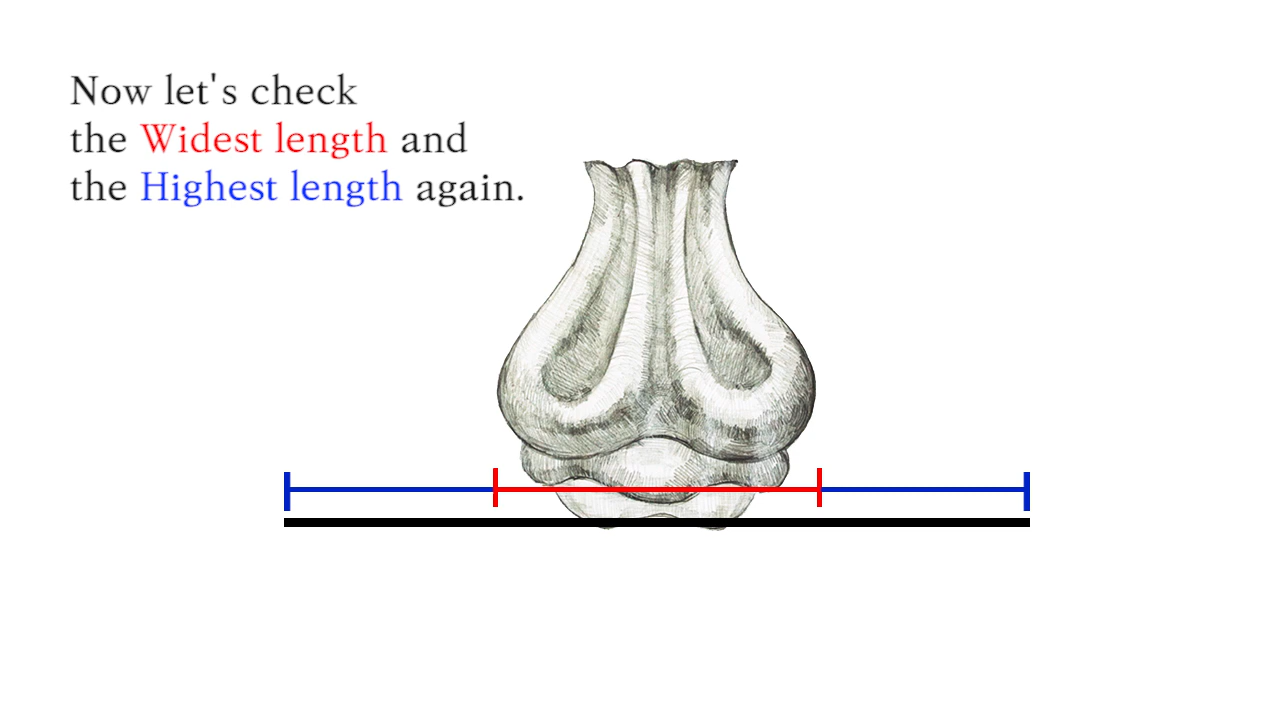 Now let's check
the Widest length and
the Highest length again.